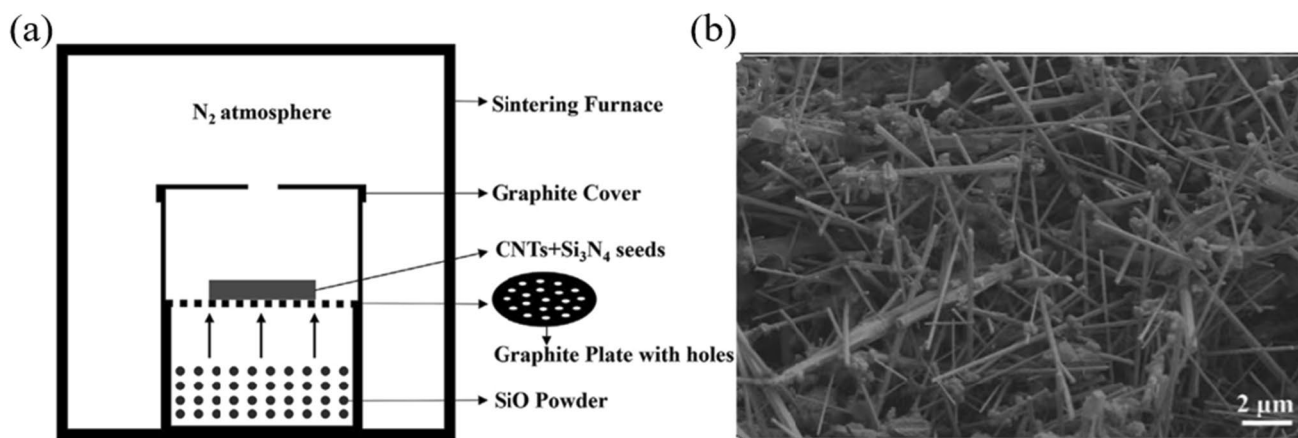 (a)
N₂ atmosphere
Sintering Furnace
Graphite Cover
CNTs+Si₃N₄ seeds
Graphite Plate with holes
SiO Powder
(b)
2 μm